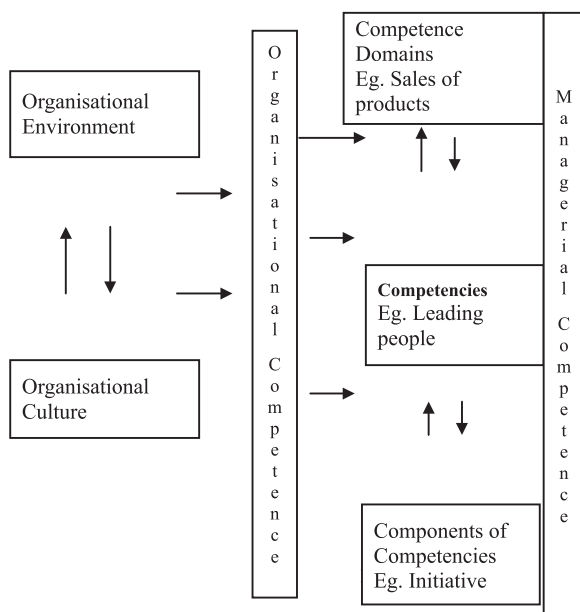 Organisational
Environment
Organisational
Culture
Organisational Competence
Competence
Domains
Eg. Sales of
products
Competencies
Eg. Leading
people
Components of
Competencies
Eg. Initiative
Managerial Competence